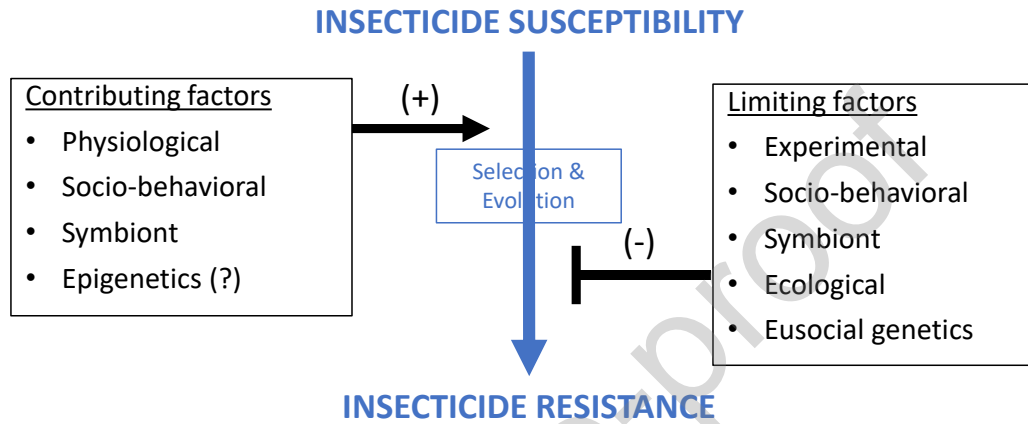 INSECTICIDE SUSCEPTIBILITY
Contributing factors
• Physiological
• Socio-behavioral
• Symbiont
• Epigenetics (?)
(+)
Selection &
Evolution
(-)
Limiting factors
• Experimental
• Socio-behavioral
• Symbiont
• Ecological
• Eusocial genetics
INSECTICIDE RESISTANCE
-proof